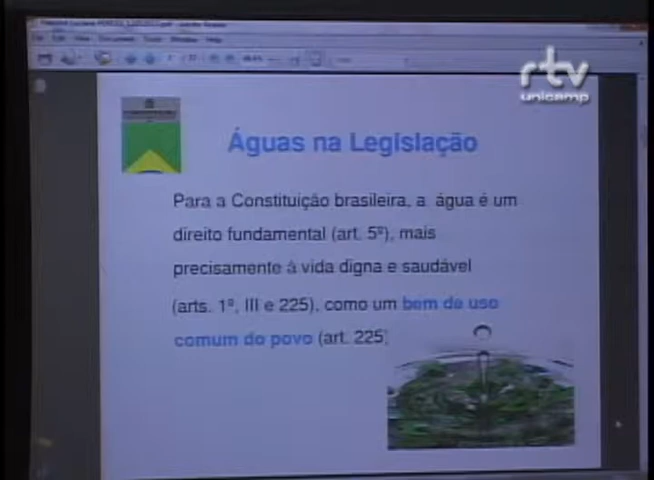 rtv
unicamp
Águas na Legislação
Para a Constituição brasileira, a água é um
direito fundamental (art. 5º), mais
precisamente à vida digna e saudável
(arts. 1º, III e 225), como um bem de uso
comum do povo (art. 225)